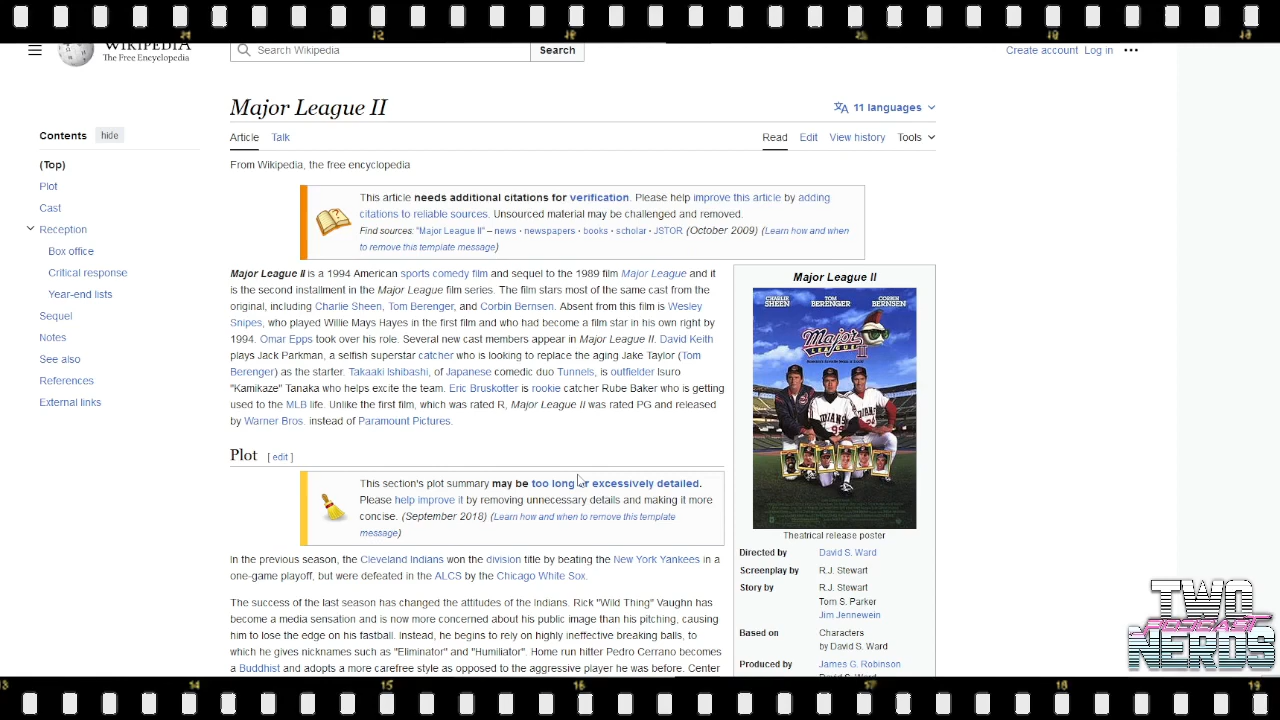 WIKIPEDIA
The Free Encyclopedia
Search Wikipedia
Search
Create account Log in
Major League II
11 languages
Contents hide
(Top)
Plot
Cast
Reception
Box office
Critical response
Year-end lists
Sequel
Notes
See also
References
External links
Article Talk
Read Edit View history Tools
From Wikipedia, the free encyclopedia
This article needs additional citations for verification. Please help improve this article by adding
citations to reliable sources. Unsourced material may be challenged and removed.
Find sources: "Major League II" – news · newspapers · books · scholar · JSTOR (October 2009) (Learn how and when
to remove this template message)
Major League II is a 1994 American sports comedy film and sequel to the 1989 film Major League and it
is the second installment in the Major League film series. The film stars most of the same cast from the
original, including Charlie Sheen, Tom Berenger, and Corbin Bernsen. Absent from this film is Wesley
Snipes, who played Willie Mays Hayes in the first film and who had become a film star in his own right by
1994. Omar Epps took over his role. Several new cast members appear in Major League II. David Keith
plays Jack Parkman, a selfish superstar catcher who is looking to replace the aging Jake Taylor (Tom
Berenger) as the starter. Takaaki Ishibashi, of Japanese comedic duo Tunnels, is outfielder Isuro
"Kamikaze" Tanaka who helps excite the team. Eric Bruskotter is rookie catcher Rube Baker who is getting
used to the MLB life. Unlike the first film, which was rated R, Major League II was rated PG and released
by Warner Bros. instead of Paramount Pictures.
Plot [ edit ]
This section's plot summary may be too long or excessively detailed.
Please help improve it by removing unnecessary details and making it more
concise. (September 2018) (Learn how and when to remove this template
message)
In the previous season, the Cleveland Indians won the division title by beating the New York Yankees in a
one-game playoff, but were defeated in the ALCS by the Chicago White Sox.
The success of the last season has changed the attitudes of the Indians. Rick "Wild Thing" Vaughn has
become a media sensation and is now more concerned about his public image than his pitching, causing
him to lose the edge on his fastball. Instead, he begins to rely on highly ineffective breaking balls, to
which he gives nicknames such as "Eliminator" and "Humiliator". Home run hitter Pedro Cerrano becomes
a Buddhist and adopts a more carefree style as opposed to the aggressive player he was before. Center
Major League II
CHARLIE SHEEN TOM BERENGER CORBIN BERNSEN
Major LEAGUE II
INDIANS
Theatrical release poster
Directed by David S. Ward
Screenplay by R.J. Stewart
Story by R.J. Stewart
Tom S. Parker
Jim Jennewein
Based on Characters
by David S. Ward
Produced by James G. Robinson
David S. Ward
TWO
NERDS
13 14 15 16 17 18 19